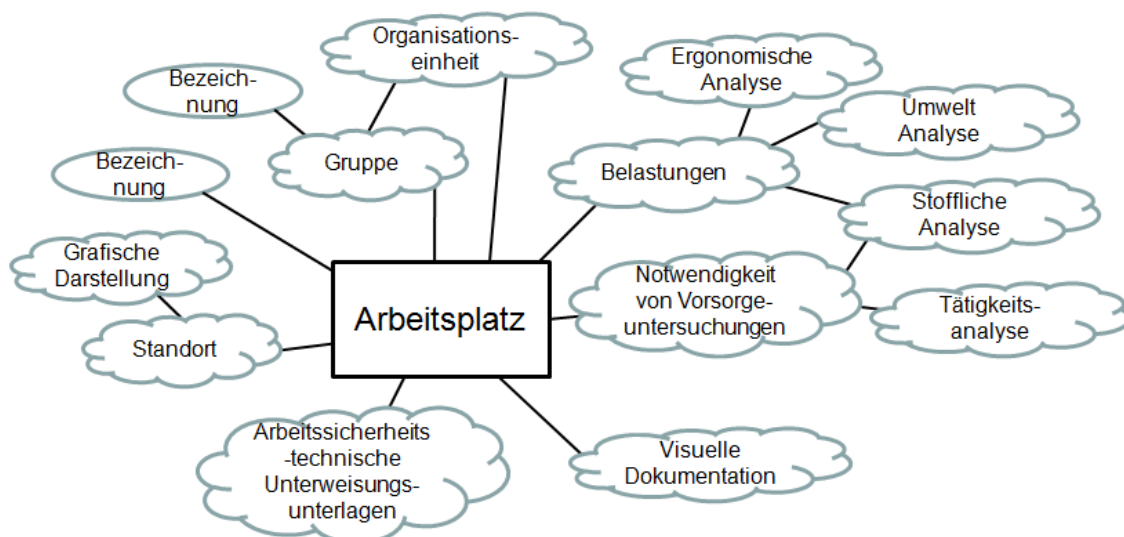 Organisations-
einheit
Bezeich-
nung
Gruppe
Bezeich-
nung
Grafische
Darstellung
Standort
Arbeitsplatz
Ergonomische
Analyse
Umwelt
Analyse
Belastungen
Stoffliche
Analyse
Notwendigkeit
von Vorsorge-
untersuchungen
Tätigkeits-
analyse
Arbeitssicherheits
-technische
Unterweisungs-
unterlagen
Visuelle
Dokumentation